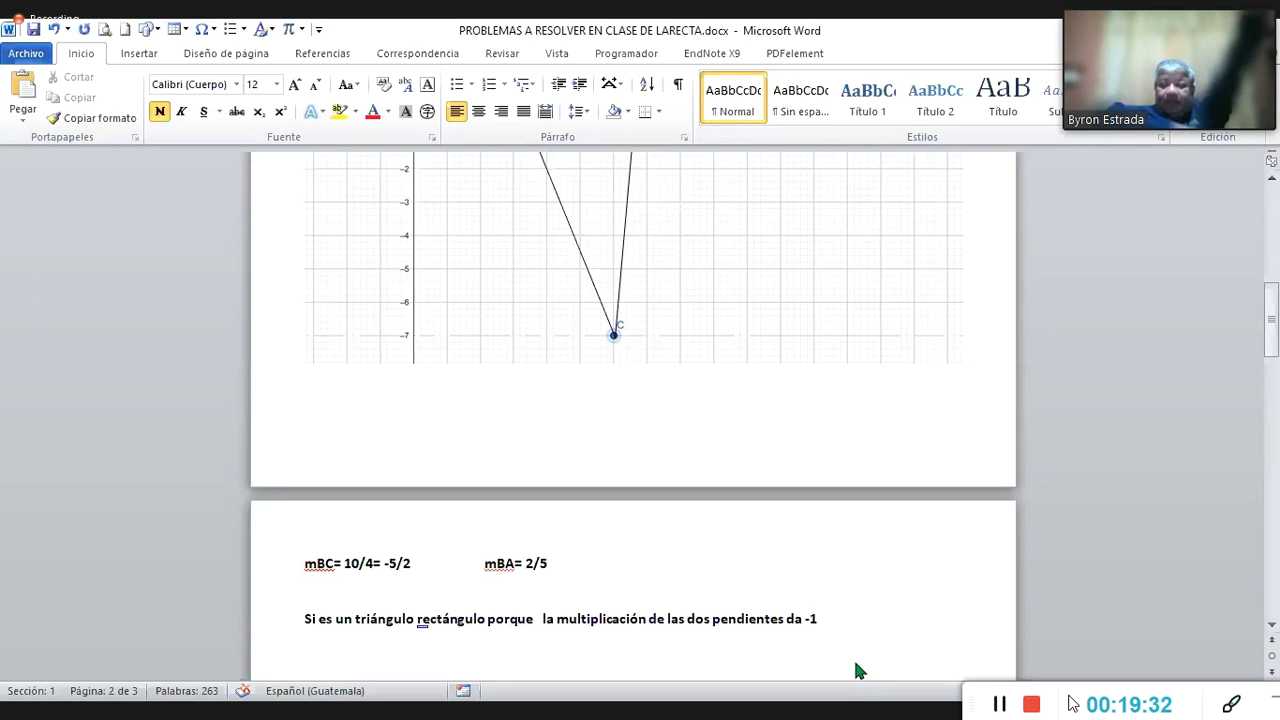 Recording
PROBLEMAS A RESOLVER EN CLASE DE LARECTA.docx - Microsoft Word
Archivo Inicio Insertar Diseño de página Referencias Correspondencia Revisar Vista Programador EndNote X9 PDFelement
Pegar
Cortar
Copiar
Copiar formato
Portapapeles
Calibri (Cuerpo) 12
Fuente
Párrafo
AaBbCcDc AaBbCcDc AaBbCc AaBbCc AaB
¶ Normal ¶ Sin espa... Título 1 Título 2 Título
Estilos
Edición
Byron Estrada
-2
-3
-4
-5
-6
-7
C
mBC= 10/4= -5/2 mBA= 2/5
Si es un triángulo rectángulo porque la multiplicación de las dos pendientes da -1
Sección: 1 Página: 2 de 3 Palabras: 263 Español (Guatemala)
00:19:32